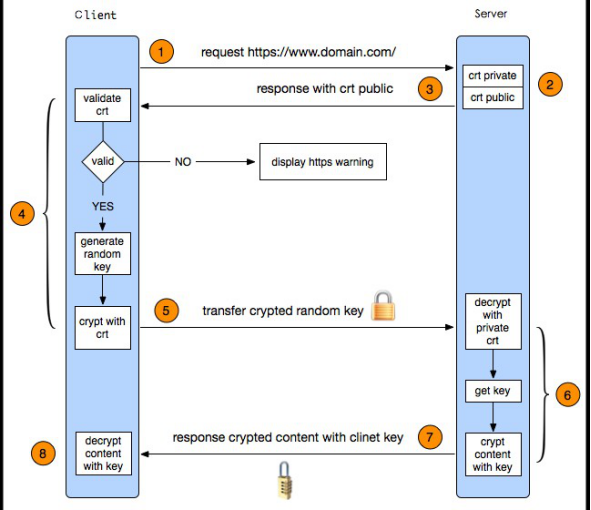 Client
Server
1
request https://www.domain.com/
crt private
crt public
2
response with crt public
3
validate
crt
valid
NO
display https warning
YES
4
generate
random
key
crypt with
crt
5
transfer crypted random key
decrypt
with
private
crt
get key
6
crypt
content
with key
response crypted content with clinet key
7
8
decrypt
content
with key